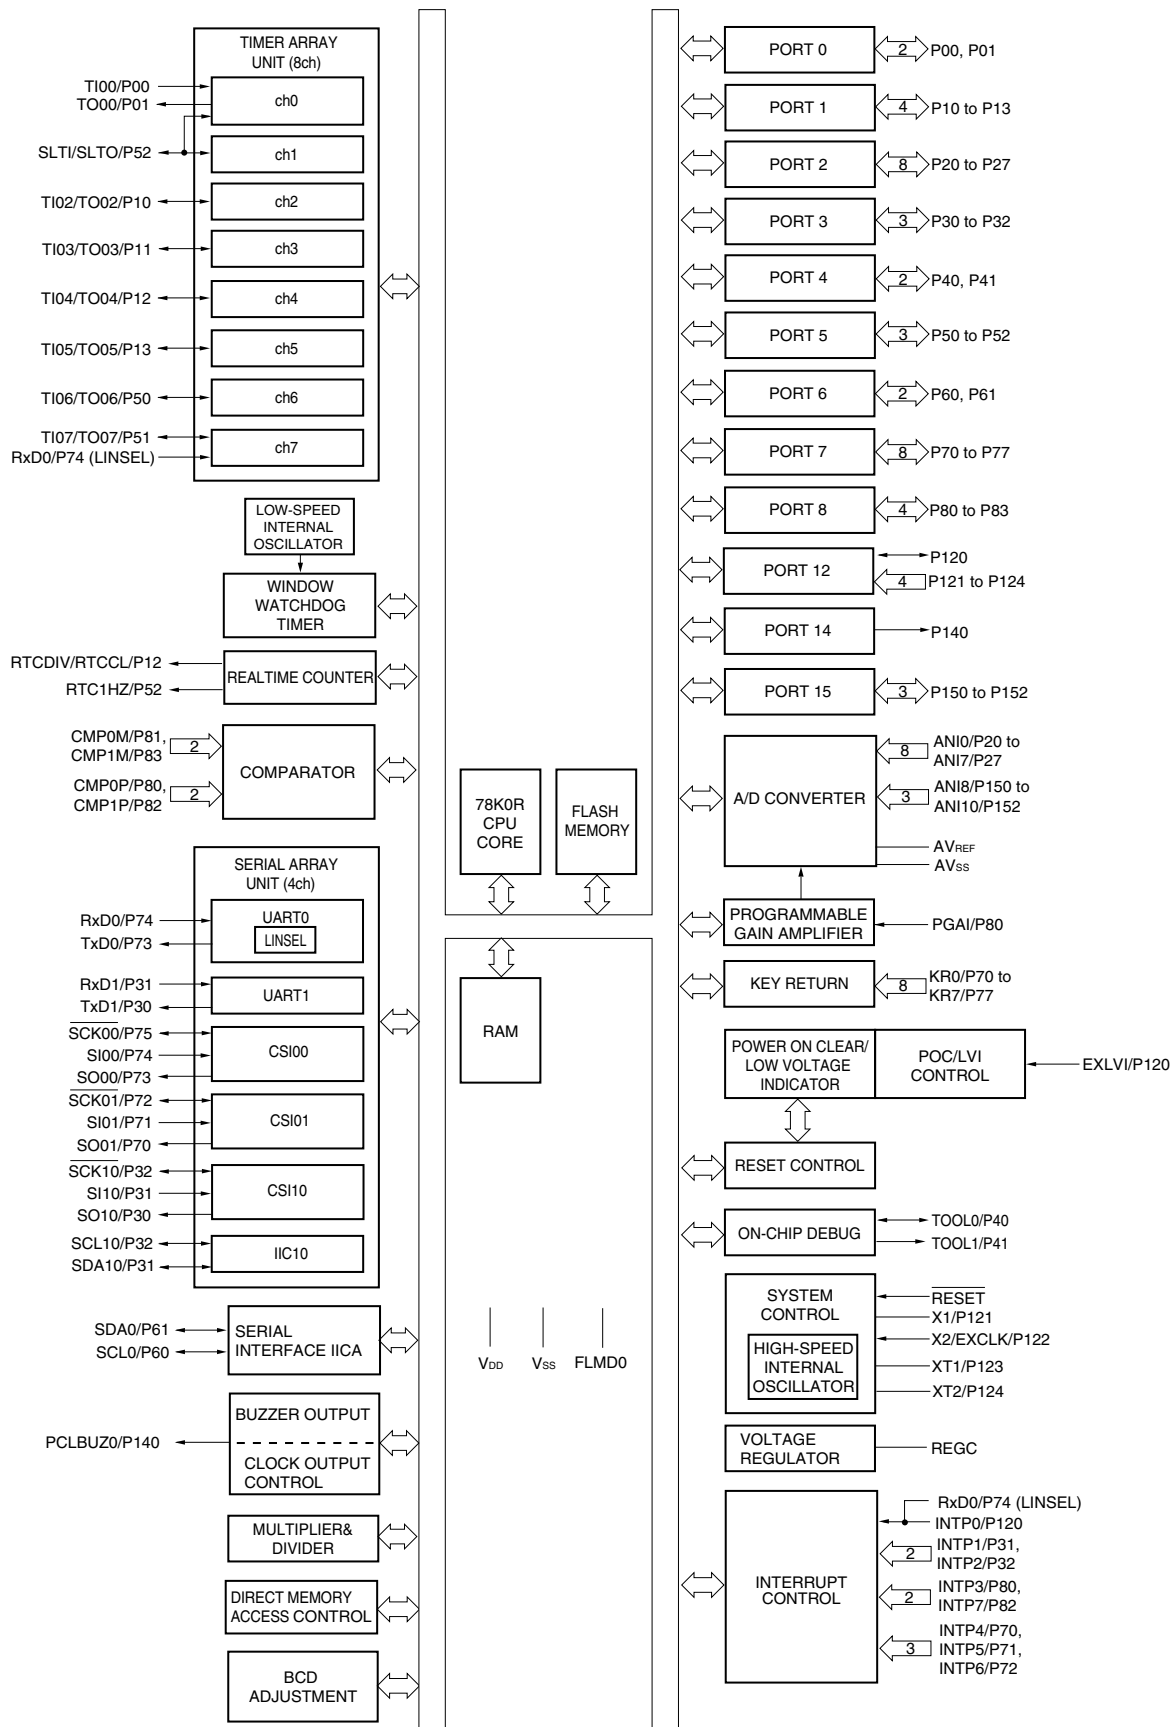 TIMER ARRAY
UNIT (8ch)
TI00/P00
TO00/P01
ch0
SLTI/SLTO/P52
ch1
TI02/TO02/P10
ch2
TI03/TO03/P11
ch3
TI04/TO04/P12
ch4
TI05/TO05/P13
ch5
TI06/TO06/P50
ch6
TI07/TO07/P51
RxD0/P74 (LINSEL)
ch7
LOW-SPEED
INTERNAL
OSCILLATOR
WINDOW
WATCHDOG
TIMER
RTCDIV/RTCCL/P12
RTC1HZ/P52
REALTIME COUNTER
CMP0M/P81,
CMP1M/P83
2
CMP0P/P80,
CMP1P/P82
2
COMPARATOR
SERIAL ARRAY
UNIT (4ch)
RxD0/P74
TxD0/P73
UART0
LINSEL
RxD1/P31
TxD1/P30
UART1
SCK00/P75
SI00/P74
SO00/P73
CSI00
SCK01/P72
SI01/P71
SO01/P70
CSI01
SCK10/P32
SI10/P31
SO10/P30
CSI10
SCL10/P32
SDA10/P31
IIC10
SDA0/P61
SCL0/P60
SERIAL
INTERFACE IICA
PCLBUZ0/P140
BUZZER OUTPUT
CLOCK OUTPUT
CONTROL
MULTIPLIER&
DIVIDER
DIRECT MEMORY
ACCESS CONTROL
BCD
ADJUSTMENT
78K0R
CPU
CORE
FLASH
MEMORY
RAM
VDD
VSS
FLMD0
PORT 0
2
P00, P01
PORT 1
4
P10 to P13
PORT 2
8
P20 to P27
PORT 3
3
P30 to P32
PORT 4
2
P40, P41
PORT 5
3
P50 to P52
PORT 6
2
P60, P61
PORT 7
8
P70 to P77
PORT 8
4
P80 to P83
PORT 12
P120
4
P121 to P124
PORT 14
P140
PORT 15
3
P150 to P152
A/D CONVERTER
8
ANI0/P20 to
ANI7/P27
3
ANI8/P150 to
ANI10/P152
AVREF
AVSS
PROGRAMMABLE
GAIN AMPLIFIER
PGAI/P80
KEY RETURN
8
KR0/P70 to
KR7/P77
POWER ON CLEAR/
LOW VOLTAGE
INDICATOR
POC/LVI
CONTROL
EXLVI/P120
RESET CONTROL
ON-CHIP DEBUG
TOOL0/P40
TOOL1/P41
SYSTEM
CONTROL
HIGH-SPEED
INTERNAL
OSCILLATOR
RESET
X1/P121
X2/EXCLK/P122
XT1/P123
XT2/P124
VOLTAGE
REGULATOR
REGC
INTERRUPT
CONTROL
RxD0/P74 (LINSEL)
INTP0/P120
2
INTP1/P31,
INTP2/P32
2
INTP3/P80,
INTP7/P82
3
INTP4/P70,
INTP5/P71,
INTP6/P72